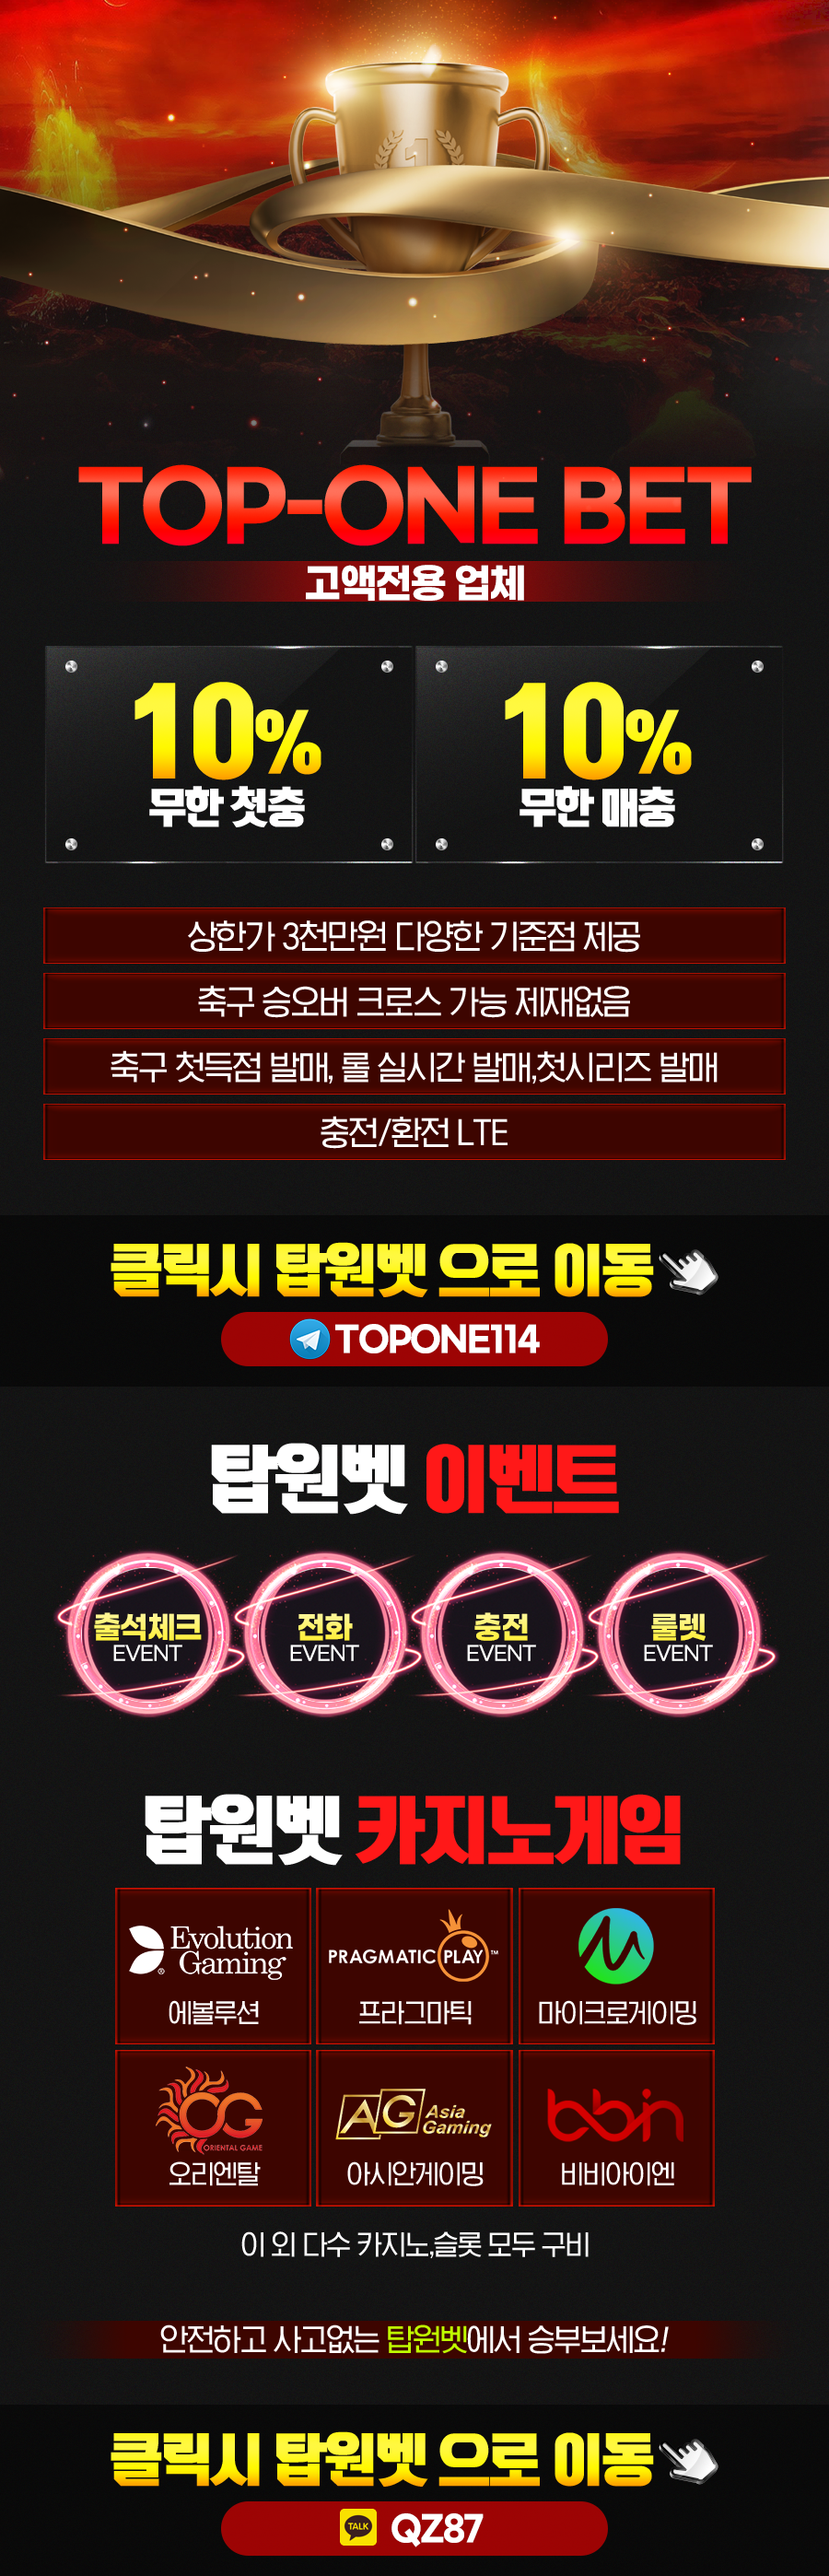 1
TOP-ONE BET
고액전용 업체
10% 10%
무한 첫충 무한 매충
상한가 3천만원 다양한 기준점 제공
축구 승오버 크로스 가능 제재없음
축구 첫득점 발매, 롤 실시간 발매,첫시리즈 발매
충전/환전 LTE
클릭시 탑원벳 으로 이동
TOPONE114
탑원벳 이벤트
출석체크 전화 충전 룰렛
EVENT EVENT EVENT EVENT
탑원벳 카지노게임
Evolution
Gaming®
PRAGMATIC PLAY™
에볼루션 프라그마틱 마이크로게이밍
OG
ORIENTAL GAME
AG Asia
Gaming
bbin
오리엔탈 아시안게이밍 비비아이엔
이 외 다수 카지노,슬롯 모두 구비
안전하고 사고없는 탑원벳에서 승부보세요!
클릭시 탑원벳 으로 이동
TALK QZ87